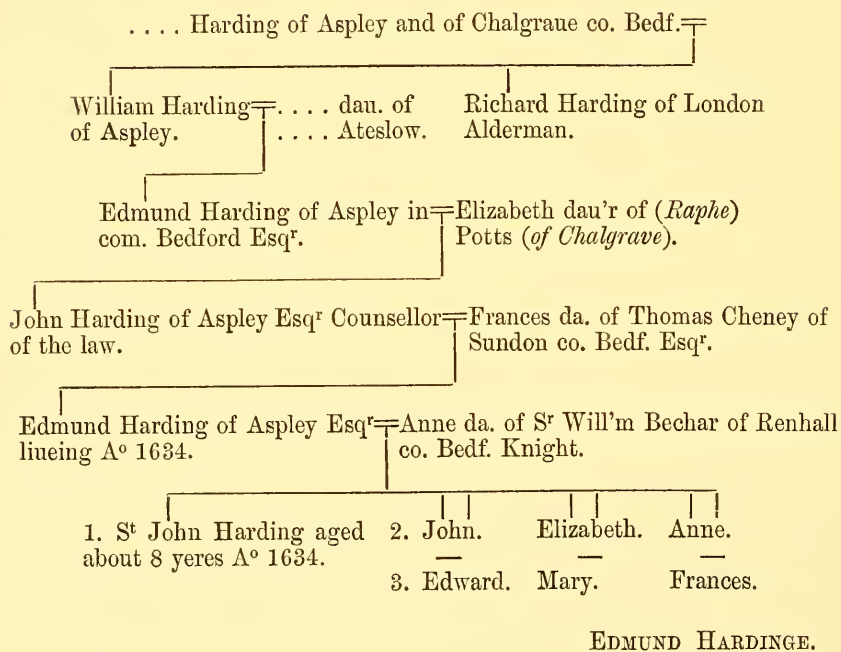 . . . . Harding of Aspley and of Chalgraue co. Bedf.
William Harding . . . . dau. of Richard Harding of London
of Aspley. . . . . Ateslow. Alderman.
Edmund Harding of Aspley in Elizabeth dau'r of (Raphe)
com. Bedford Esqʳ. Potts (of Chalgrave).
John Harding of Aspley Esqʳ Counsellor Frances da. of Thomas Cheney of
of the law. Sundon co. Bedf. Esqʳ.
Edmund Harding of Aspley Esqʳ Anne da. of Sʳ Will'm Bechar of Renhall
liueing Aᵒ 1634. co. Bedf. Knight.
1. Sᵗ John Harding aged 2. John. Elizabeth. Anne.
about 8 yeres Aᵒ 1634.
3. Edward. Mary. Frances.
EDMUND HARDINGE.